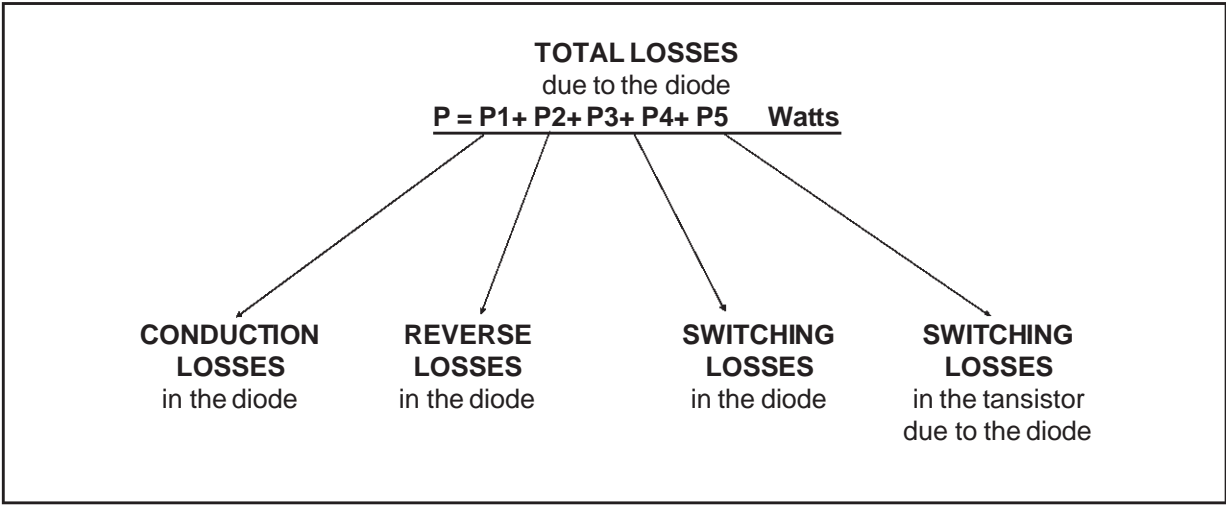 TOTAL LOSSES
due to the diode
P = P1+ P2+ P3+ P4+ P5 Watts
CONDUCTION
LOSSES
in the diode
REVERSE
LOSSES
in the diode
SWITCHING
LOSSES
in the diode
SWITCHING
LOSSES
in the tansistor
due to the diode